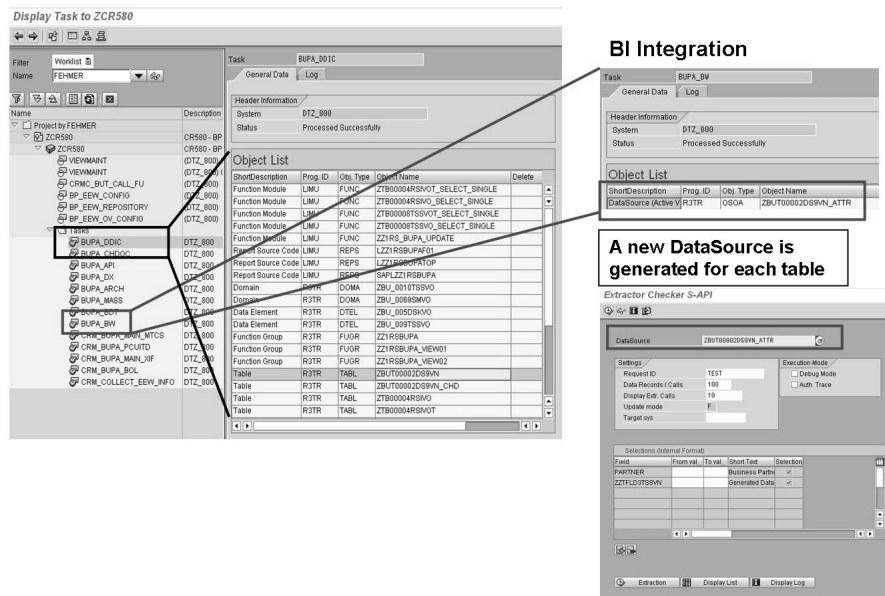 Display Task to ZCR580
Filter Worklist
Name FEHMER
Name Description
Project by FEHMER
ZCR580 CR580 - BP
ZCR580 CR580 - BP
VIEWMAINT (DTZ_800)
VIEWMAINT (DTZ_800) (
CRMC_BUT_CALL_FU (DTZ_800)
BP_EEW_CONFIG (DTZ_800)
BP_EEW_REPOSITORY (DTZ_800)
BP_EEW_OV_CONFIG (DTZ_800)
Tasks
BUPA_DDIC DTZ_800
BUPA_CHDOC DTZ_800
BUPA_API DTZ_800
BUPA_DX DTZ_800
BUPA_ARCH DTZ_800
BUPA_MASS DTZ_800
BUPA_BDT DTZ_800
BUPA_BW DTZ_800
CRM_BUPA_MAIN_MTCS DTZ_800
CRM_BUPA_PCUITD DTZ_800
CRM_BUPA_MAIN_XIF DTZ_800
CRM_BUPA_BOL DTZ_800
CRM_COLLECT_EEW_INFO DTZ_800
Task BUPA_DDIC
General Data Log
Header Information
System DTZ_800
Status Processed Successfully
Object List
ShortDescription Prog. ID Obj. Type Object Name Delete
Function Module LIMU FUNC ZTB00004RSIVOT_SELECT_SINGLE
Function Module LIMU FUNC ZTB00004RSIVO_SELECT_SINGLE
Function Module LIMU FUNC ZTB00008TSSVOT_SELECT_SINGLE
Function Module LIMU FUNC ZTB00008TSSVO_SELECT_SINGLE
Function Module LIMU FUNC ZZ1RS_BUPA_UPDATE
Report Source Code LIMU REPS LZZ1RSBUPAF01
Report Source Code LIMU REPS LZZ1RSBUPATOP
Report Source Code LIMU REPS SAPLZZ1RSBUPA
Domain R3TR DOMA ZBU_0010TSSVO
Domain R3TR DOMA ZBU_0069SMVO
Data Element R3TR DTEL ZBU_005DSKVO
Data Element R3TR DTEL ZBU_009TSSVO
Function Group R3TR FUGR ZZ1RSBUPA
Function Group R3TR FUGR ZZ1RSBUPA_VIEW01
Function Group R3TR FUGR ZZ1RSBUPA_VIEW02
Table R3TR TABL ZBUT00002DS9VN
Table R3TR TABL ZBUT00002DS9VN_CHD
Table R3TR TABL ZTB00004RSIVO
Table R3TR TABL ZTB00004RSIVOT
BI Integration
Task BUPA_BW
General Data Log
Header Information
System DTZ_800
Status Processed Successfully
Object List
ShortDescription Prog. ID Obj. Type Object Name
DataSource (Active V R3TR OSOA ZBUT00002DS9VN_ATTR
A new DataSource is
generated for each table
Extractor Checker S-API
DataSource ZBUT00002DS9VN_ATTR
Settings Execution Mode
Request ID TEST Debug Mode
Data Records / Calls 100 Auth. Trace
Display Extr. Calls 10
Update mode F
Target sys
Selections (Internal Format)
Field From val To val Short Text Selection
PARTNER Business Partn
ZZTFLD3TSSVN Generated Data
Extraction Display List Display Log